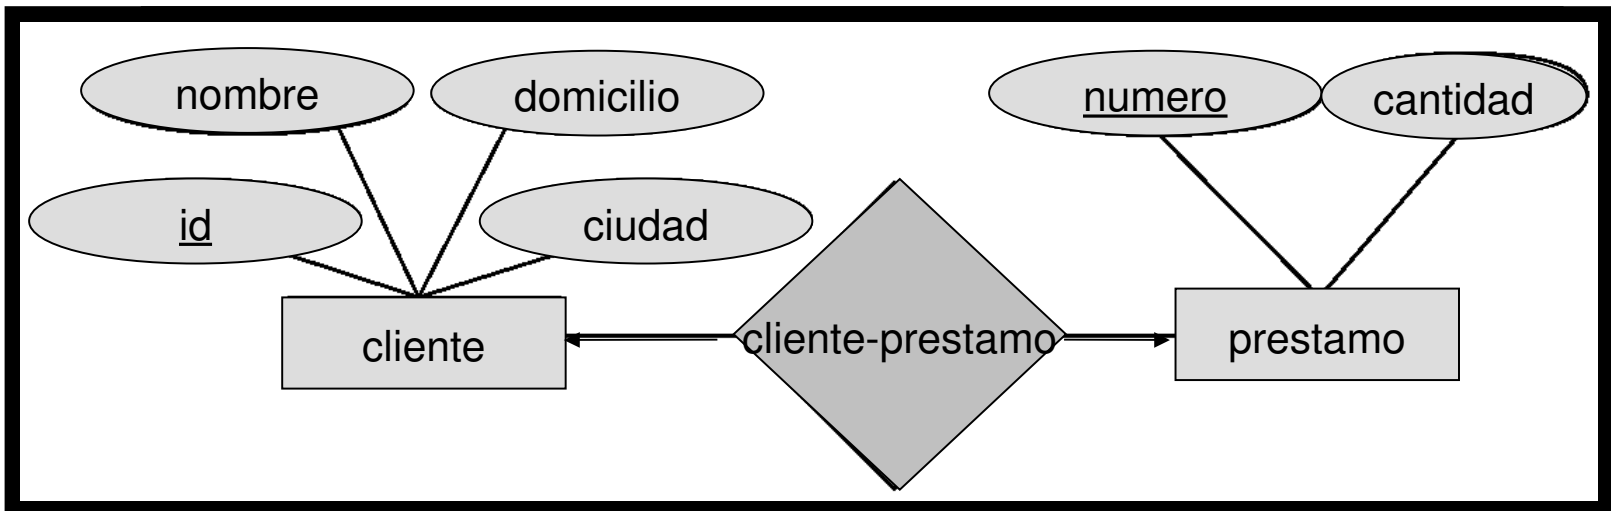 nombre
domicilio
numero
cantidad
id
ciudad
cliente
cliente-prestamo
prestamo